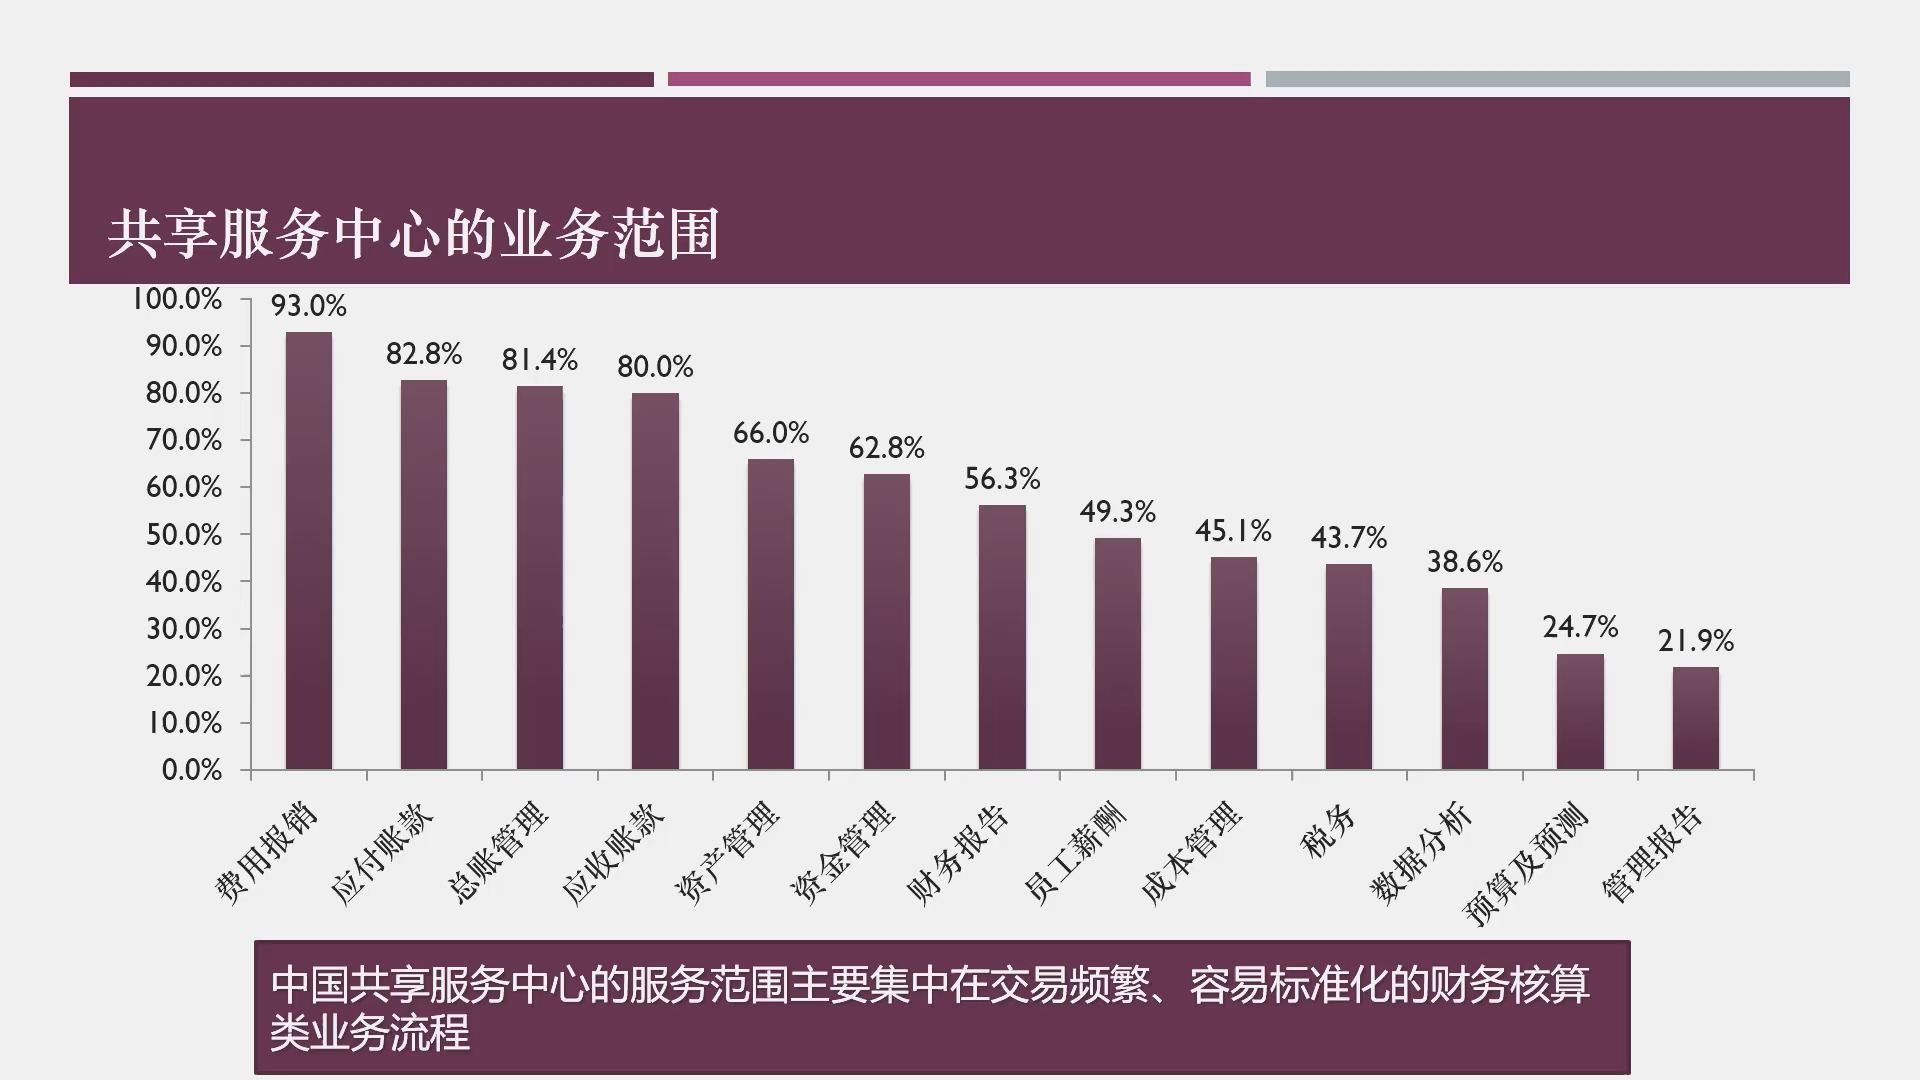 共享服务中心的业务范围
100.0%
90.0%
80.0%
70.0%
60.0%
50.0%
40.0%
30.0%
20.0%
10.0%
0.0%
93.0%
82.8%
81.4%
80.0%
66.0%
62.8%
56.3%
49.3%
45.1%
43.7%
38.6%
24.7%
21.9%
费用报销
应付账款
总账管理
应收账款
资产管理
资金管理
财务报告
员工薪酬
成本管理
税务
数据分析
预算及预测
管理报告
中国共享服务中心的服务范围主要集中在交易频繁、容易标准化的财务核算
类业务流程